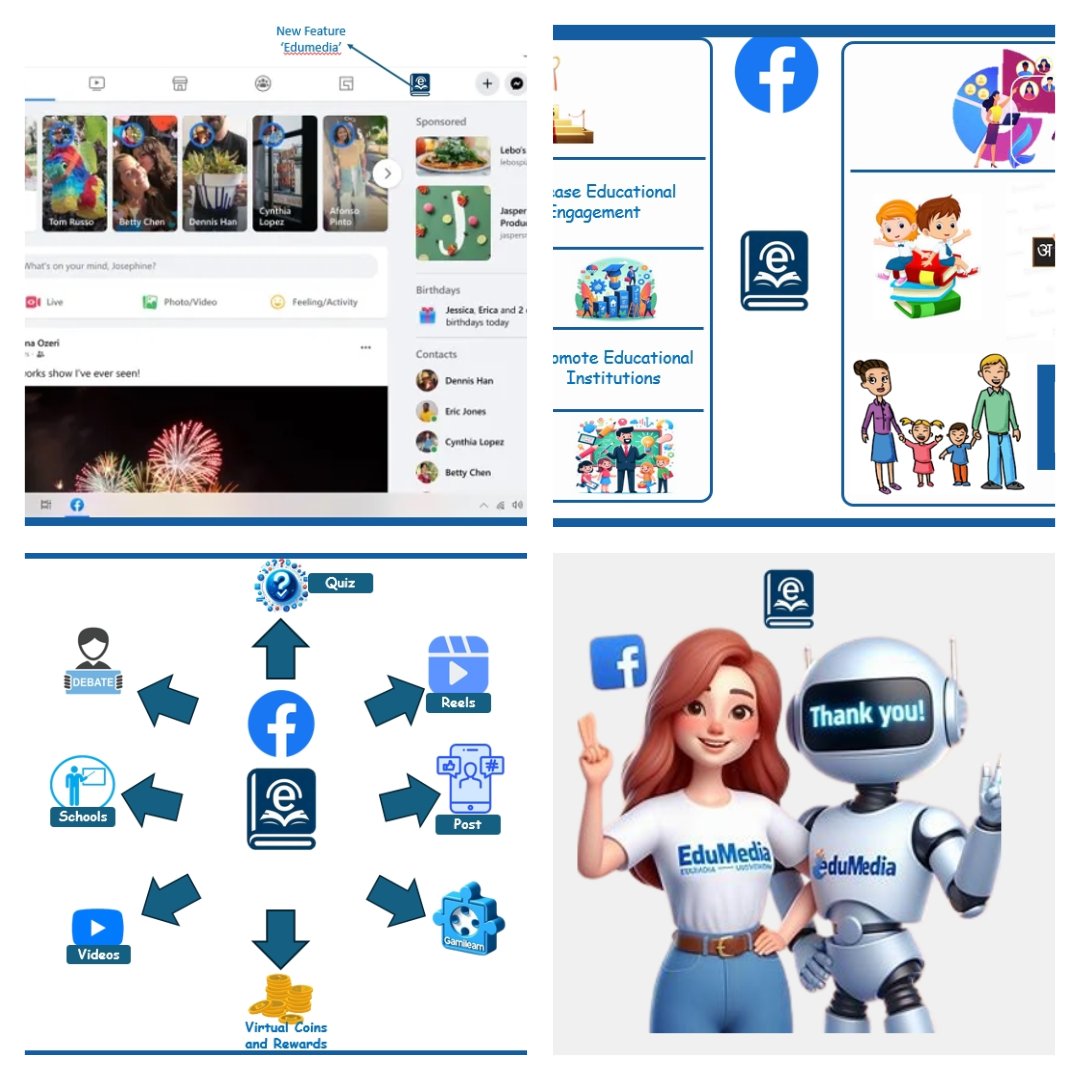 New Feature
'Edumedia'
Sponsored
Lebo's
lebospi
Tom Russo
Betty Chen
Dennis Han
Cynthia
Lopez
Afonso
Pinto
Jasper
Produ
jaspers
What's on your mind, Josephine?
Live
Photo/Video
Feeling/Activity
Birthdays
Jessica, Erica and 2
birthdays today
na Ozeri
orks show I've ever seen!
Contacts
Dennis Han
Eric Jones
Cynthia Lopez
Betty Chen
ease Educational
Engagement
omote Educational
Institutions
अ
Quiz
DEBATE
Reels
Schools
Post
Videos
Gamilearn
Virtual Coins
and Rewards
Thank you!
EduMedia
eduMedia